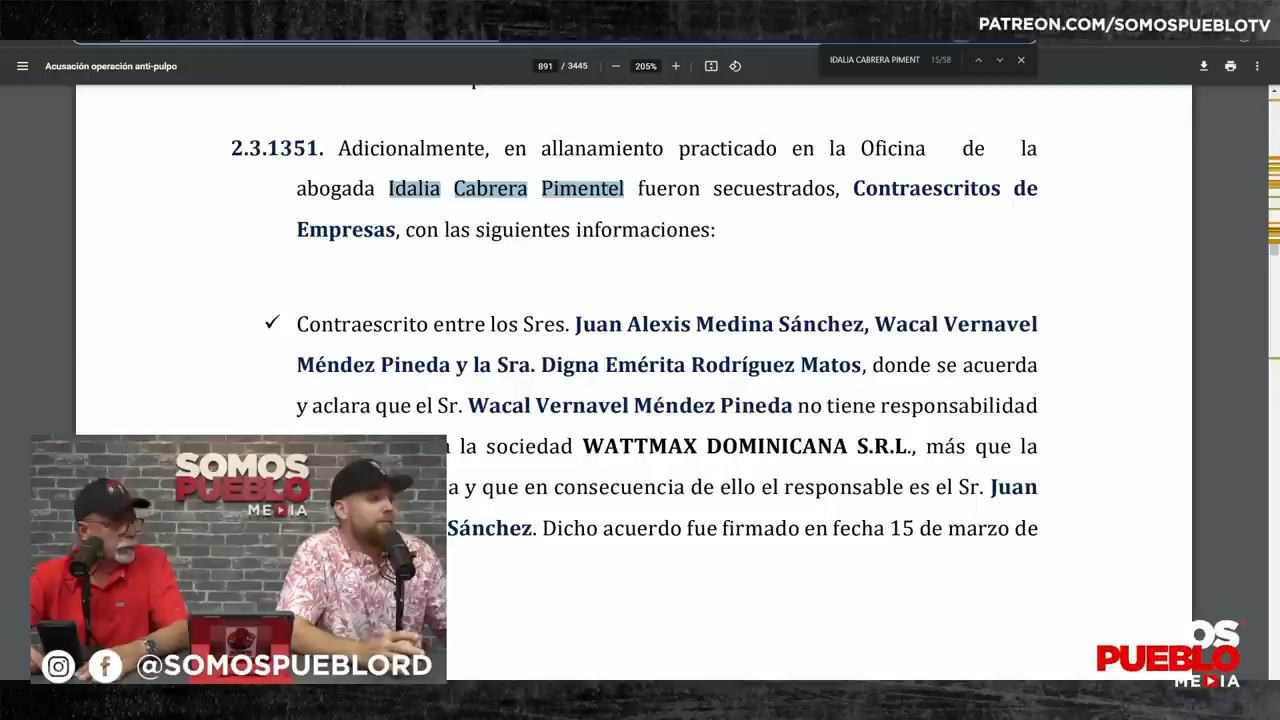 PATREON.COM/SOMOSPUEBLOTV
Acusación operación anti-pulpo
891 / 3445
205%
IDALIA CABRERA PIMENT 15/58
2.3.1351. Adicionalmente, en allanamiento practicado en la Oficina de la
abogada Idalia Cabrera Pimentel fueron secuestrados, Contraescritos de
Empresas, con las siguientes informaciones:
✓ Contraescrito entre los Sres. Juan Alexis Medina Sánchez, Wacal Vernavel
Méndez Pineda y la Sra. Digna Emérita Rodríguez Matos, donde se acuerda
y aclara que el Sr. Wacal Vernavel Méndez Pineda no tiene responsabilidad
la sociedad WATTMAX DOMINICANA S.R.L., más que la
a y que en consecuencia de ello el responsable es el Sr. Juan
Sánchez. Dicho acuerdo fue firmado en fecha 15 de marzo de
SOMOS
PUEBLO
MEDIA
@SOMOSPUEBLORD
OS
PUEBLO
MEDIA